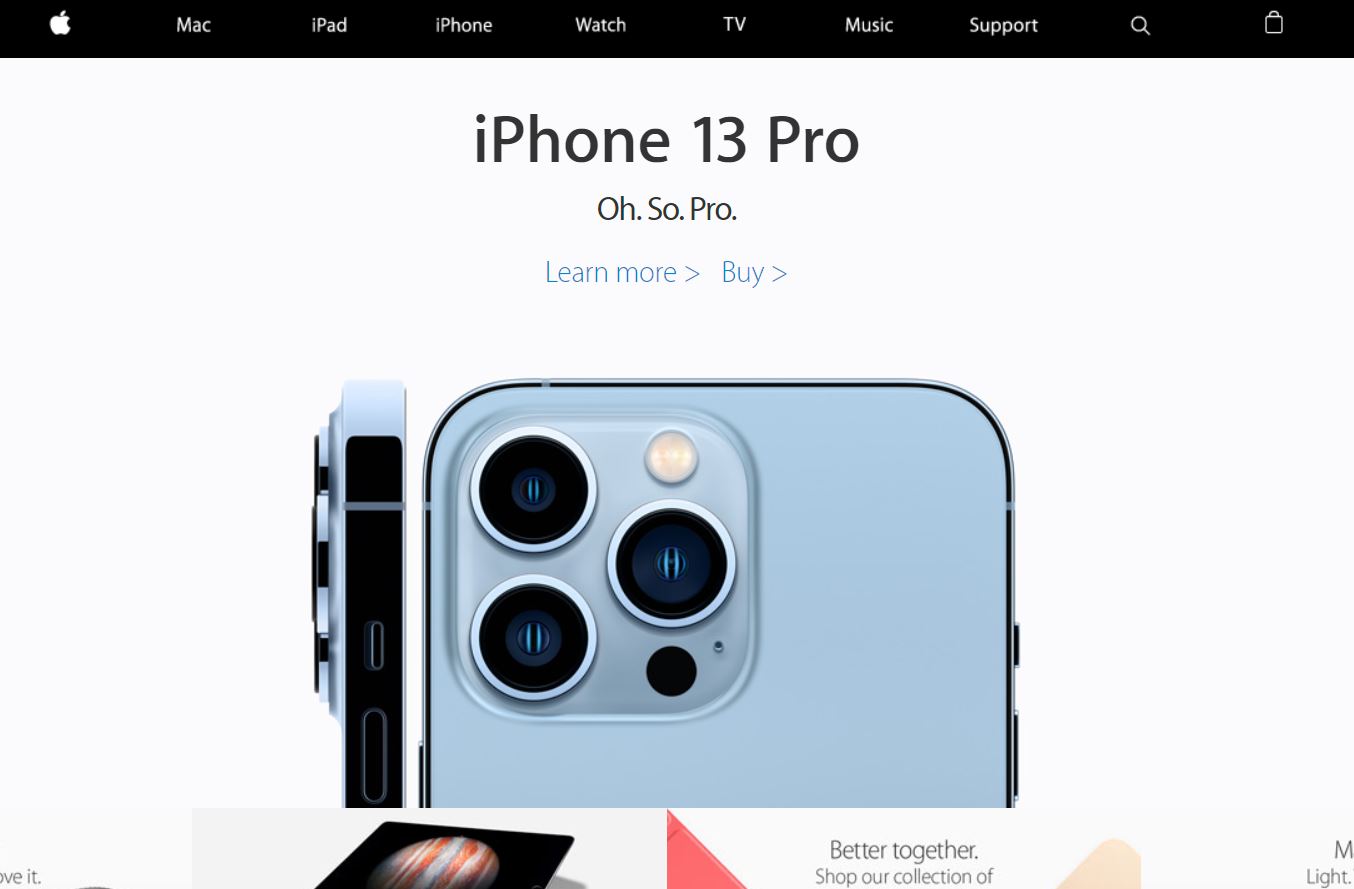 Mac iPad iPhone Watch TV Music Support
iPhone 13 Pro
Oh. So. Pro.
Learn more > Buy >
Better together.
Shop our collection of
it.
Light.